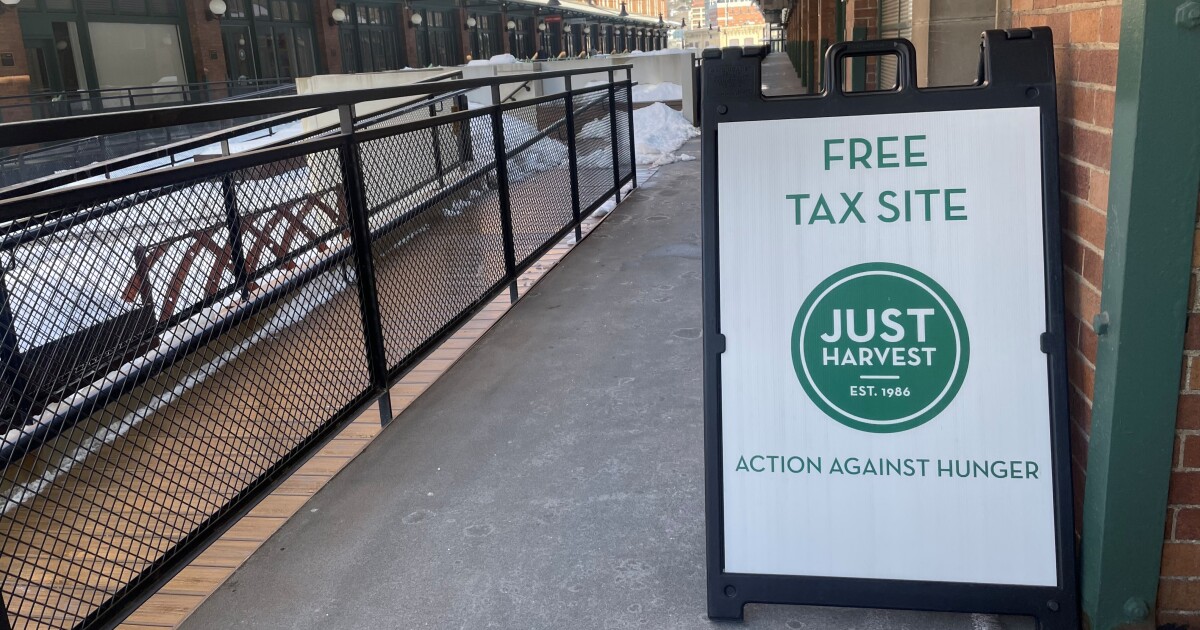 FREE
TAX SITE
JUST
HARVEST
EST. 1986
ACTION AGAINST HUNGER